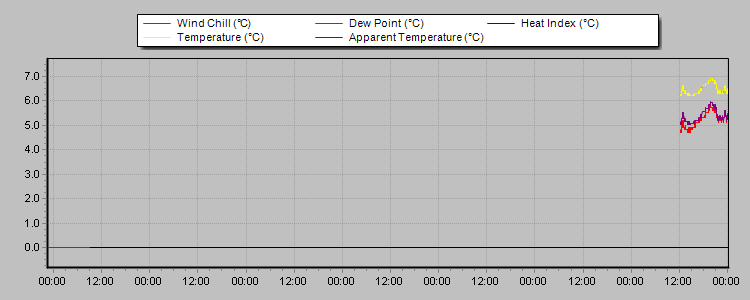 Wind Chill (°C) Dew Point (°C) Heat Index (°C)
Temperature (°C) Apparent Temperature (°C)
7.0
6.0
5.0
4.0
3.0
2.0
1.0
0.0
00:00 12:00 00:00 12:00 00:00 12:00 00:00 12:00 00:00 12:00 00:00 12:00 00:00 12:00 00:00